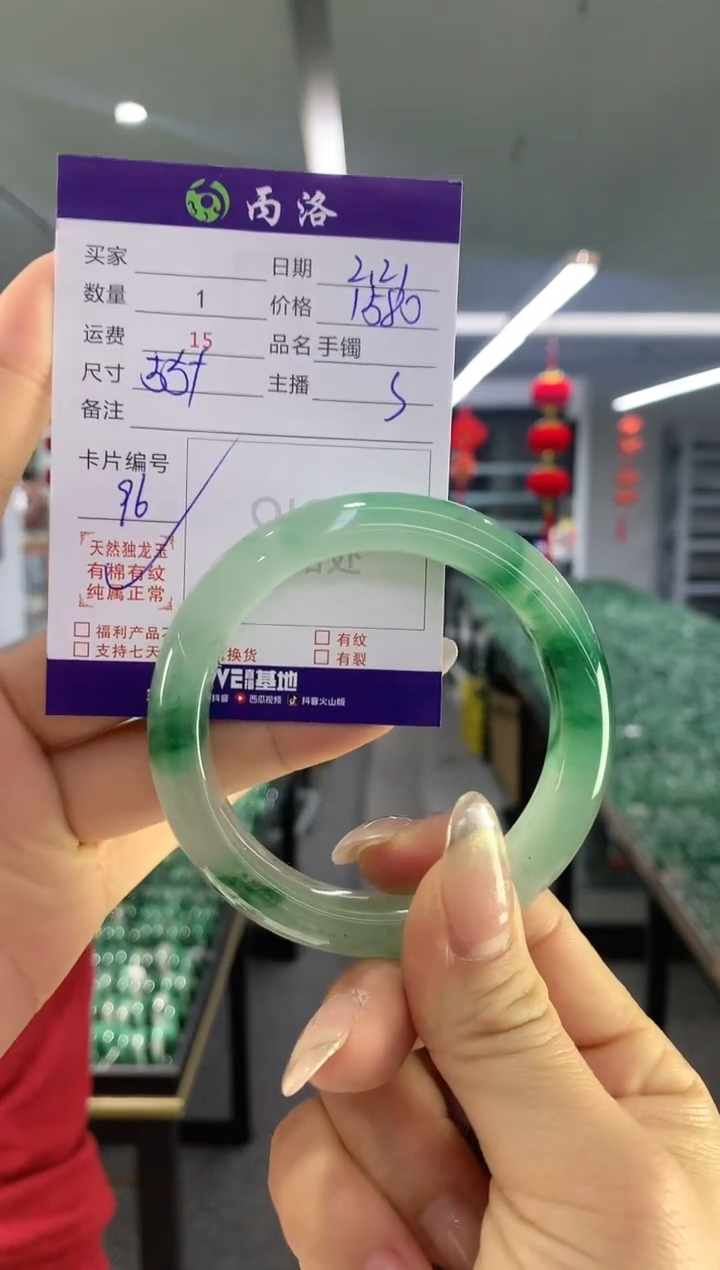 丙洛
买家
日期 2,21
数量 1
价格 1580
运费 15
品名 手镯
尺寸
主播
备注
卡片编号
96
天然独龙玉
有棉有纹
纯属正常
福利产品
有纹
支持七天
换货
有裂
直播基地
抖音 西瓜视频 抖音火山版